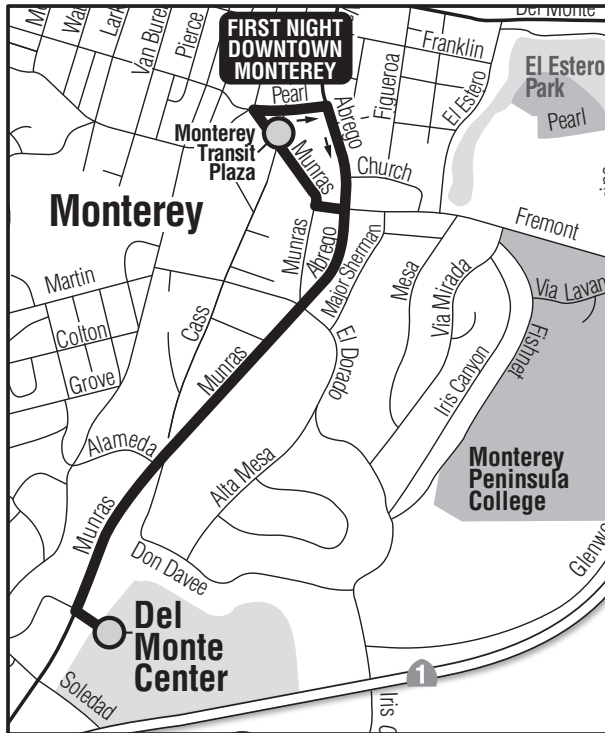 Del Monte
Lark
Van Buren
Pierce
FIRST NIGHT
DOWNTOWN
MONTEREY
Franklin
Figueroa
El Estero
El Estero
Park
Pearl
Pearl
Abrego
Monterey
Transit
Plaza
Munras
Church
Monterey
Fremont
Munras
Abrego
Major Sherman
Mesa
Via Mirada
Via Lavan
Martin
Colton
Grove
Cass
Munras
El Dorado
Iris Canyon
Fishnet
Alameda
Alta Mesa
Monterey
Peninsula
College
Munras
Don Davee
Glenwo
Del
Monte
Center
Soledad
1
Iris C